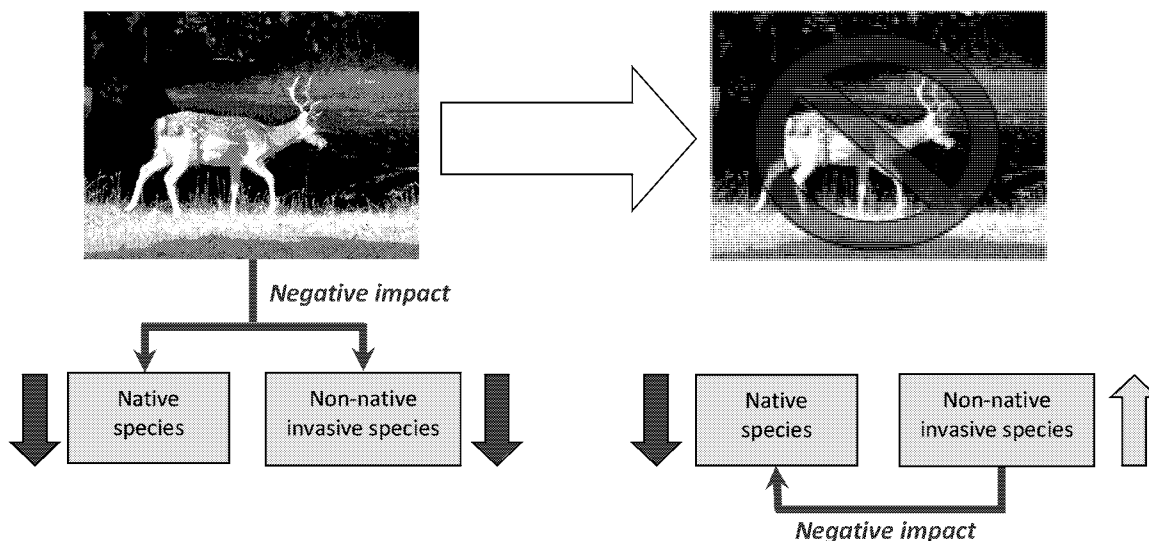 Negative impact
Native
species
Non-native
invasive species
Native
species
Non-native
invasive species
Negative impact